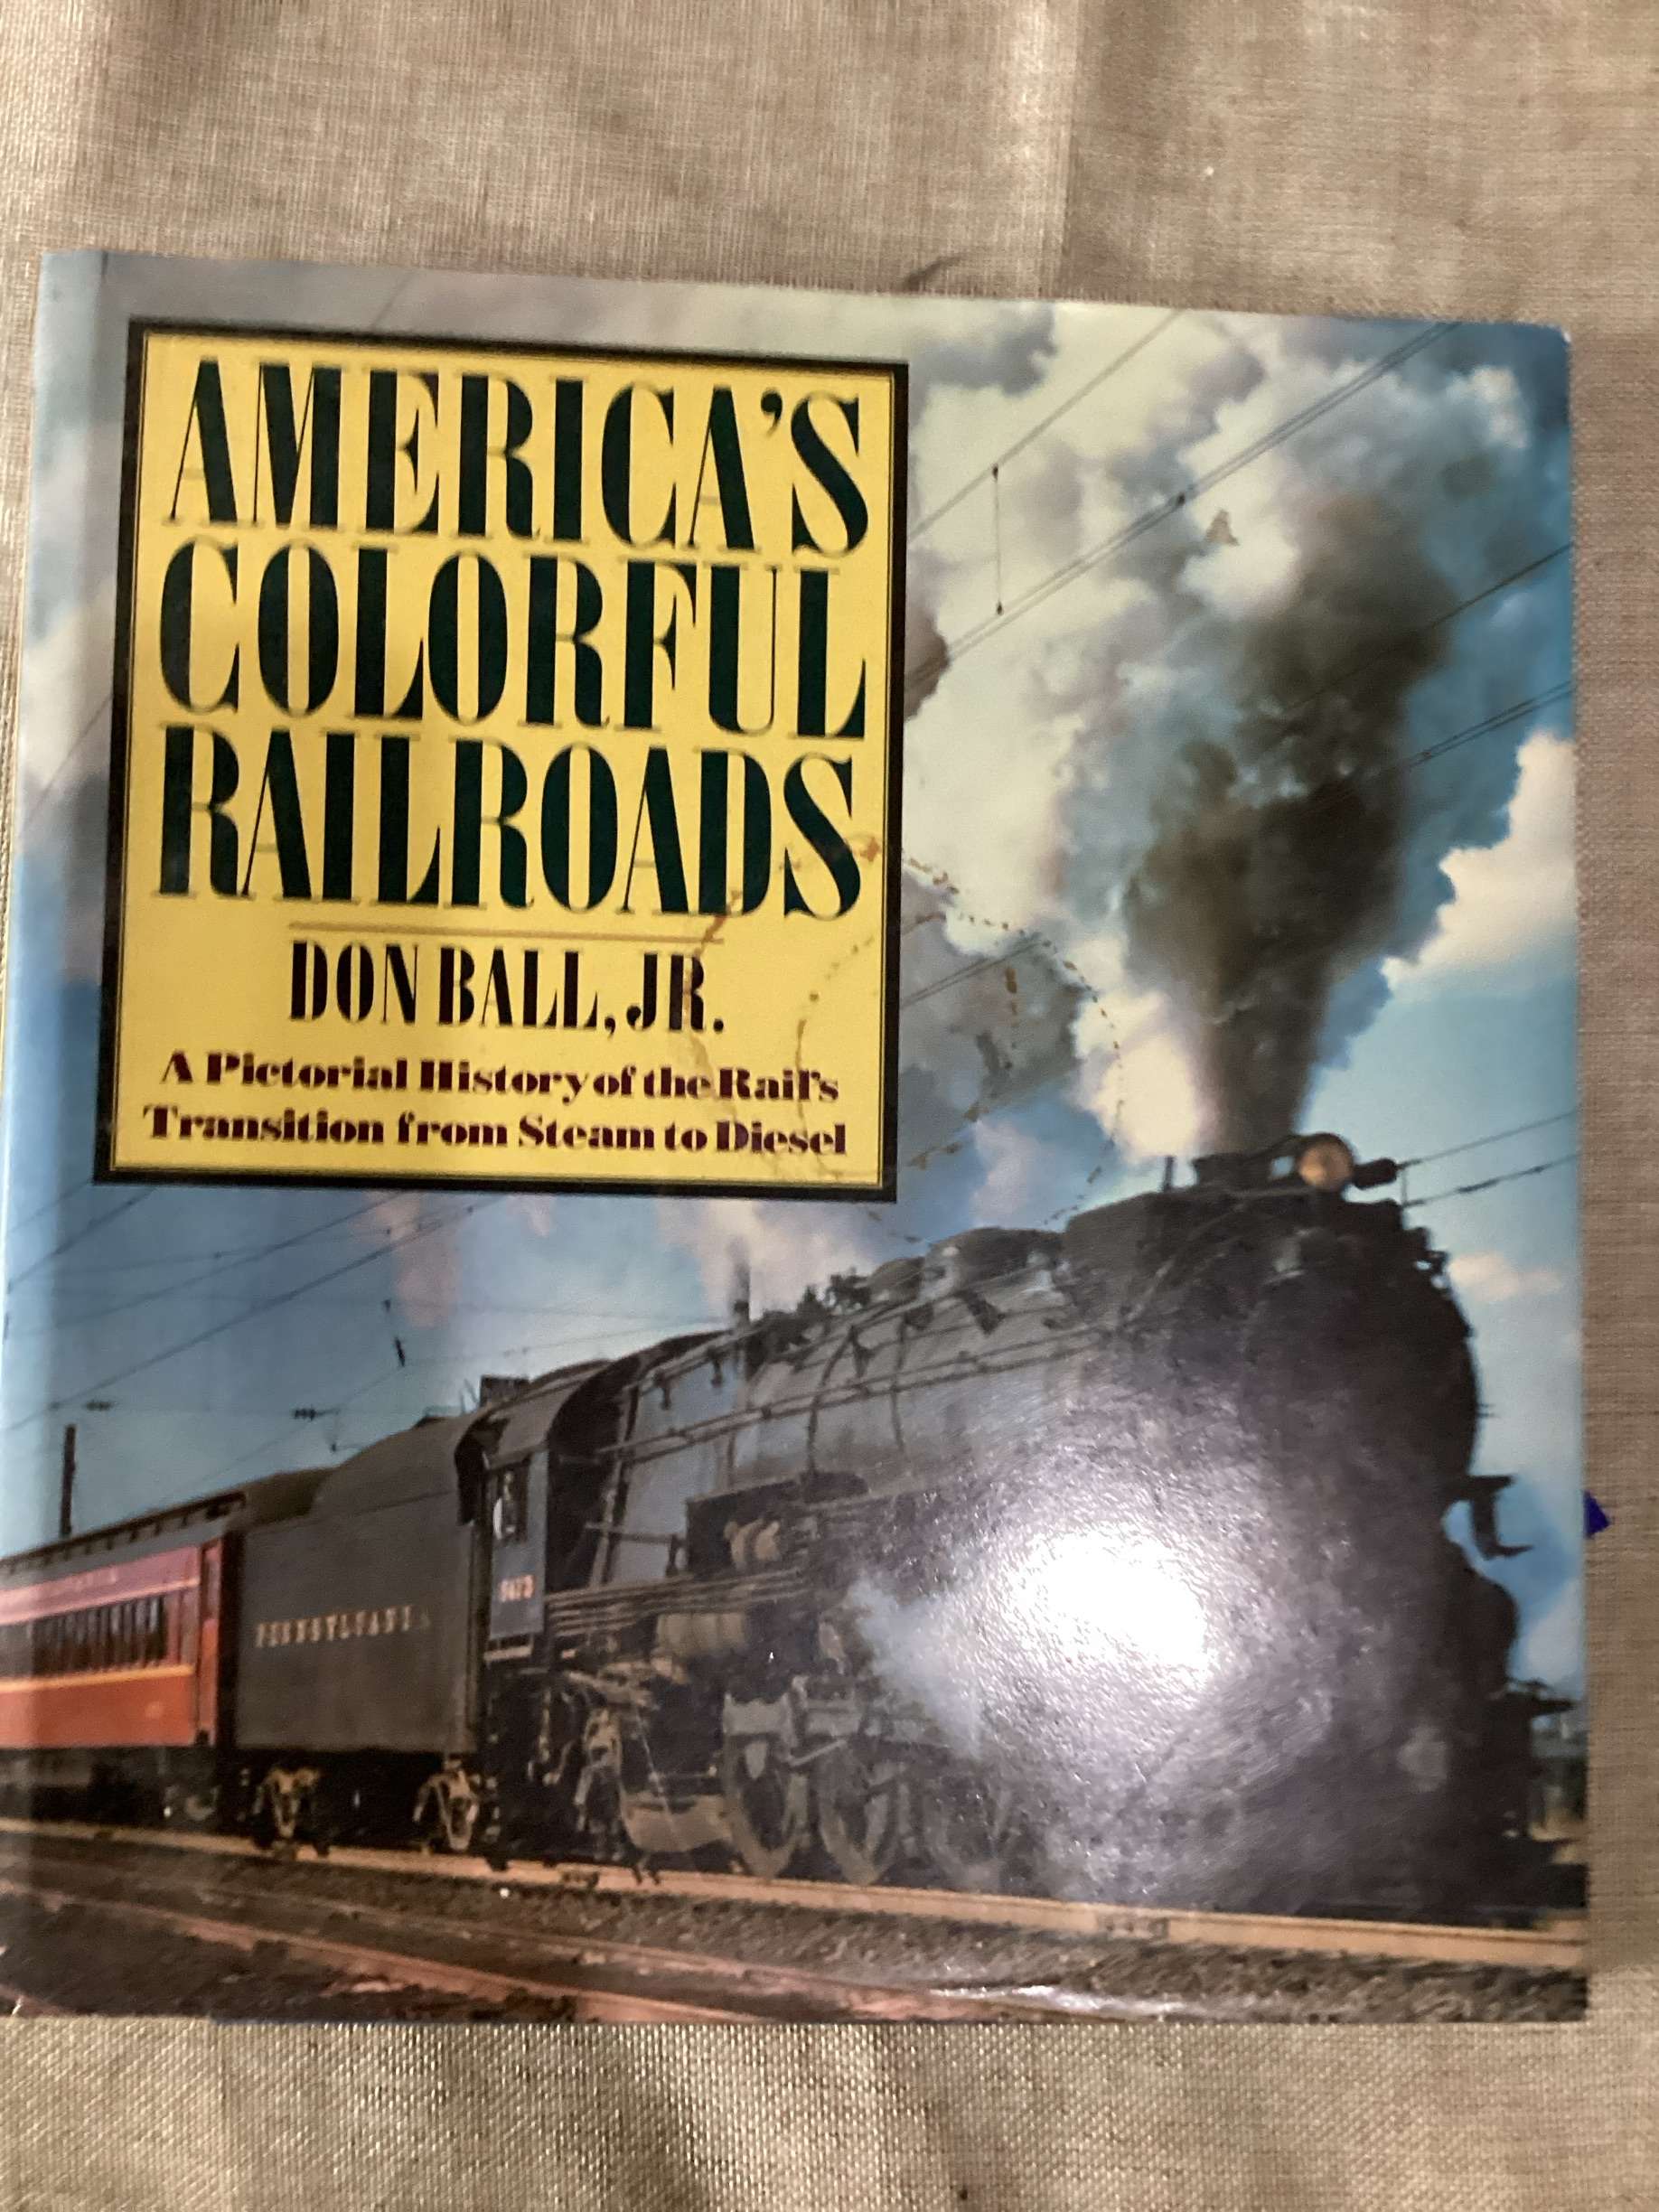 AMERICA'S
COLORFUL
RAILROADS
DON BALL, JR.
A Pictorial History of the Rail's
Transition from Steam to Diesel
PENNSYLVANIA